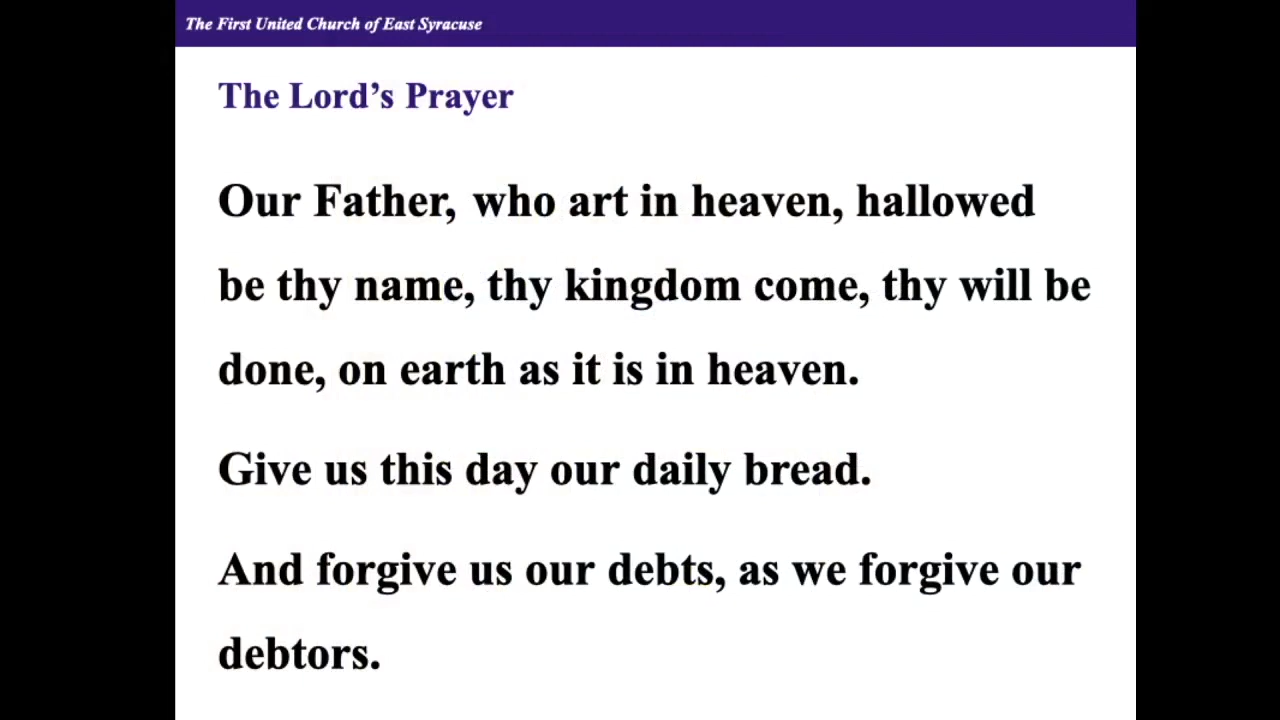 The First United Church of East Syracuse
The Lord’s Prayer
Our Father, who art in heaven, hallowed
be thy name, thy kingdom come, thy will be
done, on earth as it is in heaven.
Give us this day our daily bread.
And forgive us our debts, as we forgive our
debtors.